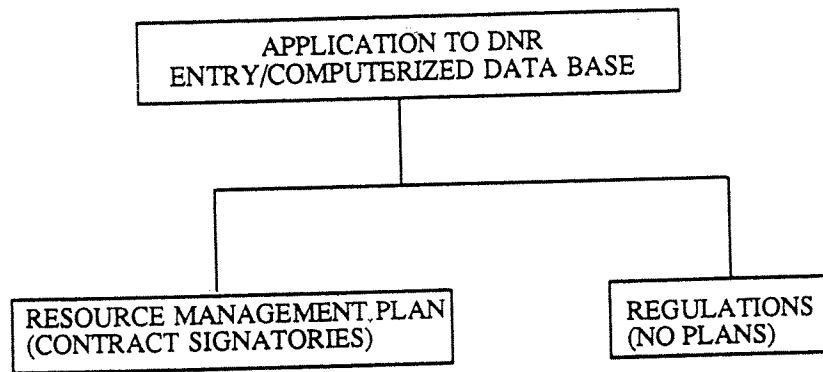 APPLICATION TO DNR
ENTRY/COMPUTERIZED DATA BASE
RESOURCE MANAGEMENT PLAN
(CONTRACT SIGNATORIES)
REGULATIONS
(NO PLANS)